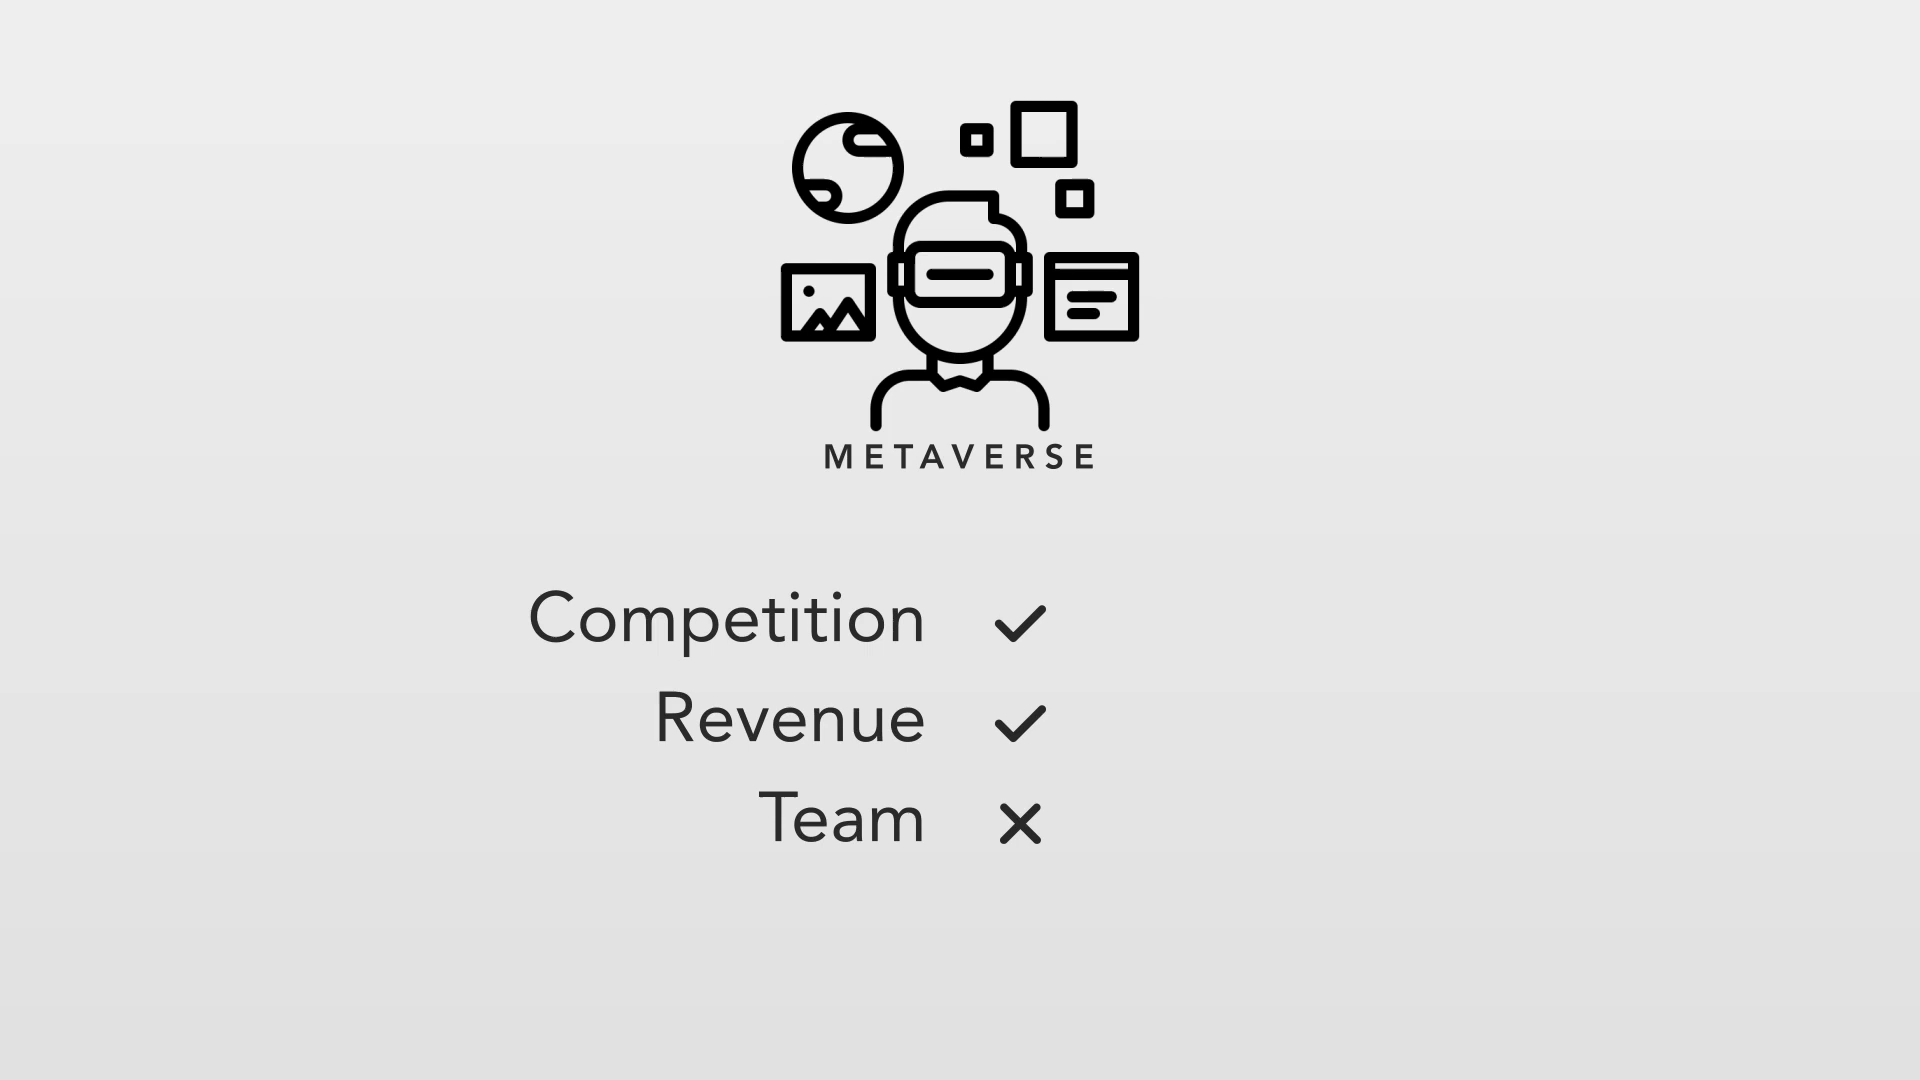 METAVERSE
Competition ✓
Revenue ✓
Team ✕